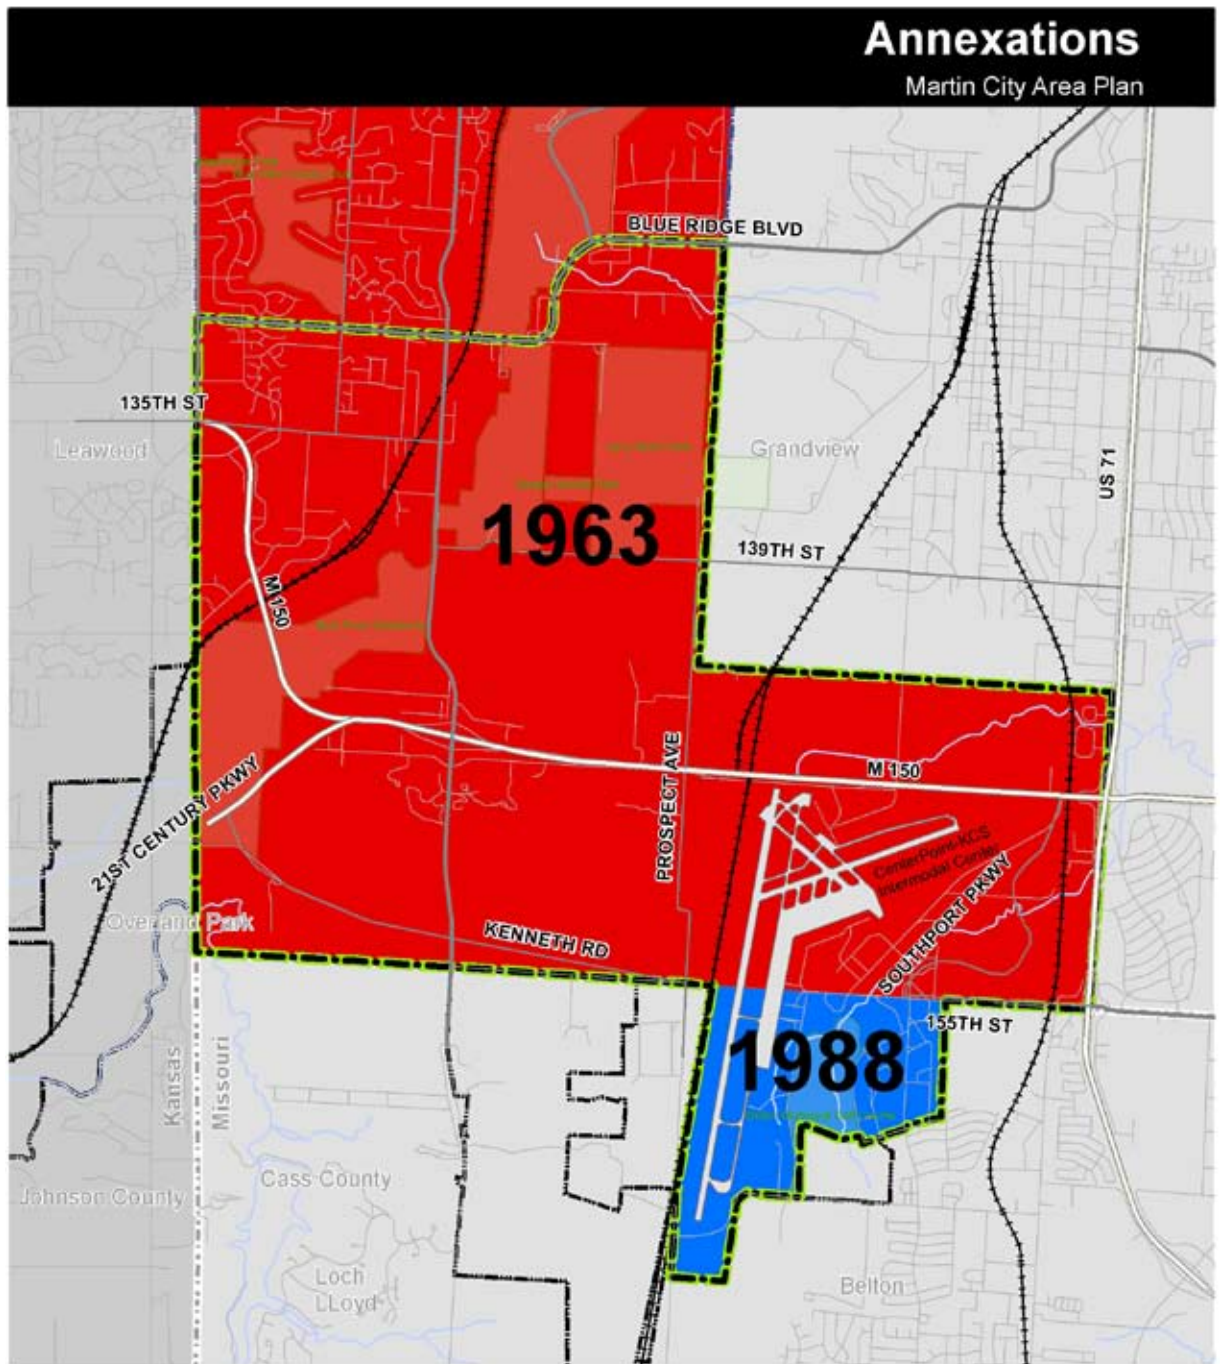 Annexations
Martin City Area Plan
BLUE RIDGE BLVD
135TH ST
Leawood
Grandview
US 71
1963
139TH ST
M 150
PROSPECT AVE
M 150
21ST CENTURY PKWY
CenterPoint-KCS
Intermodal Center
SOUTHPORT PKWY
Overland Park
KENNETH RD
155TH ST
1988
Kansas
Missouri
Cass County
Johnson County
Loch
LLoyd
Belton